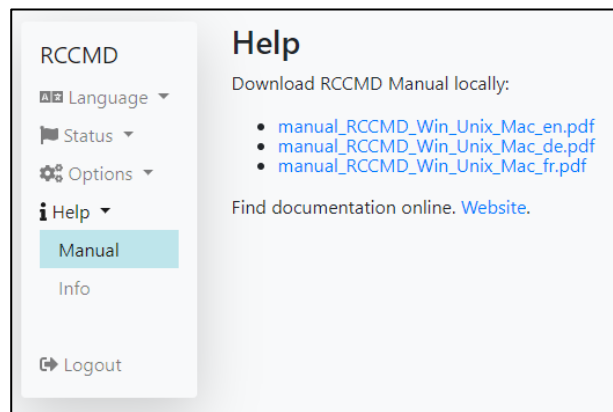 RCCMD
Language
Status
Options
Help
Manual
Info
Logout
Help
Download RCCMD Manual locally:
manual_RCCMD_Win_Unix_Mac_en.pdf
manual_RCCMD_Win_Unix_Mac_de.pdf
manual_RCCMD_Win_Unix_Mac_fr.pdf
Find documentation online. Website.